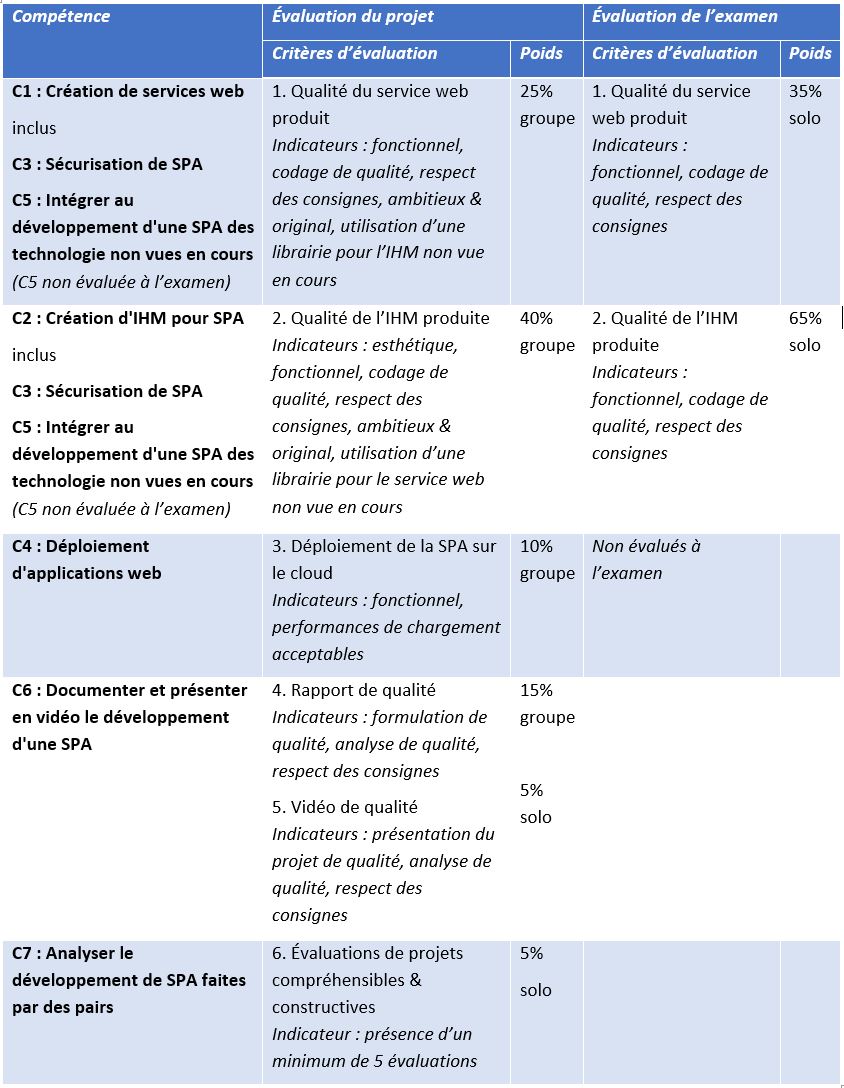 Compétence
Évaluation du projet
Évaluation de l’examen
Critères d’évaluation
Poids
Critères d’évaluation
Poids
C1 : Création de services web
inclus
C3 : Sécurisation de SPA
C5 : Intégrer au
développement d'une SPA des
technologie non vues en cours
(C5 non évaluée à l’examen)
1. Qualité du service web
produit
Indicateurs : fonctionnel,
codage de qualité, respect
des consignes, ambitieux &
original, utilisation d’une
librairie pour l’IHM non vue
en cours
25%
groupe
1. Qualité du service
web produit
Indicateurs :
fonctionnel, codage de
qualité, respect des
consignes
35%
solo
C2 : Création d'IHM pour SPA
inclus
C3 : Sécurisation de SPA
C5 : Intégrer au
développement d'une SPA des
technologie non vues en cours
(C5 non évaluée à l’examen)
2. Qualité de l’IHM produite
Indicateurs : esthétique,
fonctionnel, codage de
qualité, respect des
consignes, ambitieux &
original, utilisation d’une
librairie pour le service web
non vue en cours
40%
groupe
2. Qualité de l’IHM
produite
Indicateurs :
fonctionnel, codage de
qualité, respect des
consignes
65%
solo
C4 : Déploiement
d'applications web
3. Déploiement de la SPA sur
le cloud
Indicateurs : fonctionnel,
performances de chargement
acceptables
10%
groupe
Non évalués à
l’examen
C6 : Documenter et présenter
en vidéo le développement
d'une SPA
4. Rapport de qualité
Indicateurs : formulation de
qualité, analyse de qualité,
respect des consignes
15%
groupe
5. Vidéo de qualité
Indicateurs : présentation du
projet de qualité, analyse de
qualité, respect des
consignes
5%
solo
C7 : Analyser le
développement de SPA faites
par des pairs
6. Évaluations de projets
compréhensibles &
constructives
Indicateur : présence d’un
minimum de 5 évaluations
5%
solo